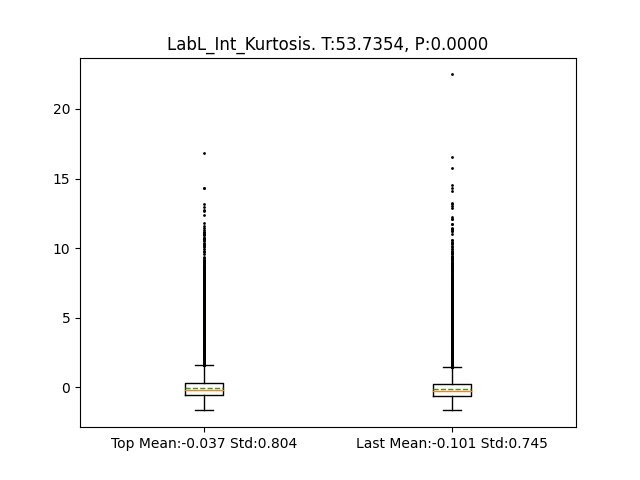 LabL_Int_Kurtosis. T:53.7354, P:0.0000
20
15
10
5
0
Top Mean:-0.037 Std:0.804
Last Mean:-0.101 Std:0.745